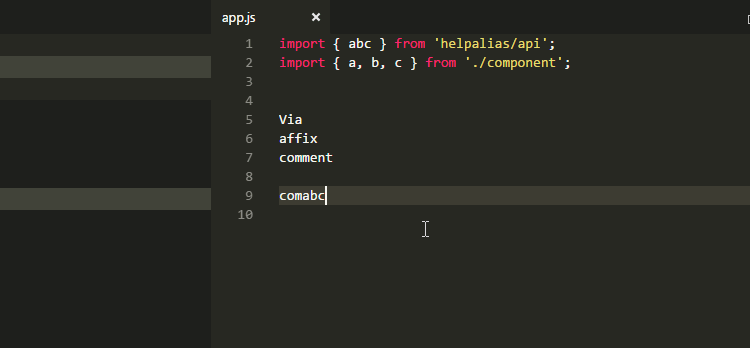 app.js ×
1 import { abc } from 'helpalias/api';
2 import { a, b, c } from './component';
3
4
5 Via
6 affix
7 comment
8
9 comabc
10